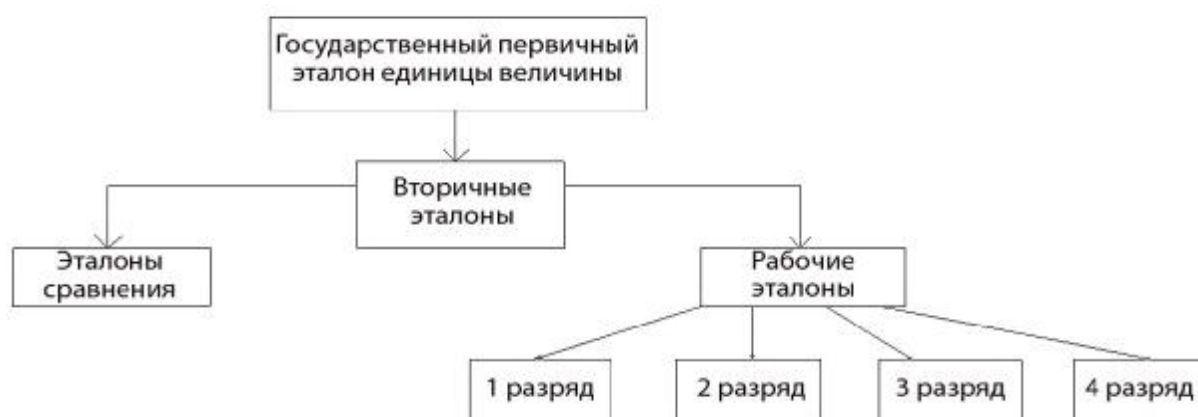 Государственный первичный
эталон единицы величины
Вторичные
эталоны
Эталоны
сравнения
Рабочие
эталоны
1 разряд
2 разряд
3 разряд
4 разряд